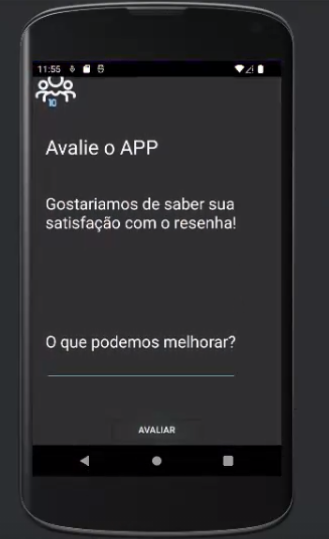 11:55
10
Avalie o APP
Gostariamos de saber sua
satisfação com o resenha!
O que podemos melhorar?
AVALIAR